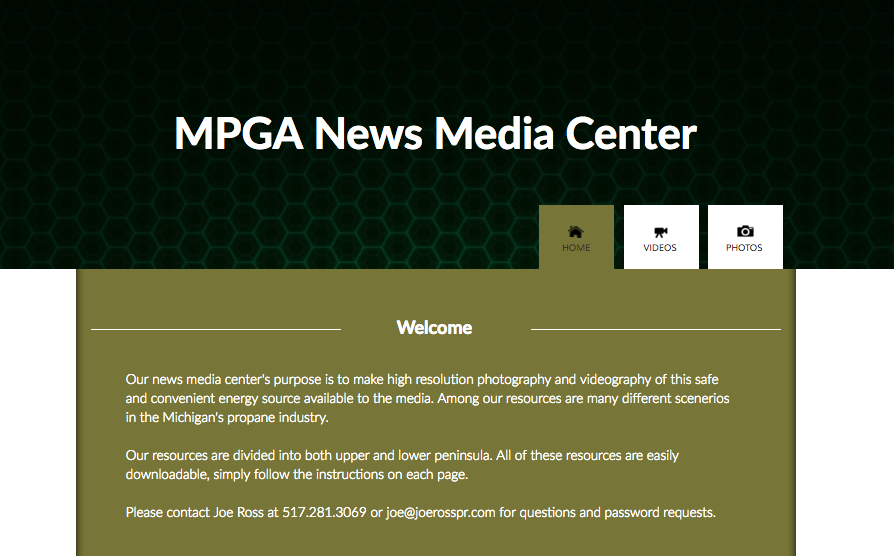 MPGA News Media Center
HOME
VIDEOS
PHOTOS
Welcome
Our news media center's purpose is to make high resolution photography and videography of this safe
and convenient energy source available to the media. Among our resources are many different scenerios
in the Michigan's propane industry.
Our resources are divided into both upper and lower peninsula. All of these resources are easily
downloadable, simply follow the instructions on each page.
Please contact Joe Ross at 517.281.3069 or joe@joerosspr.com for questions and password requests.